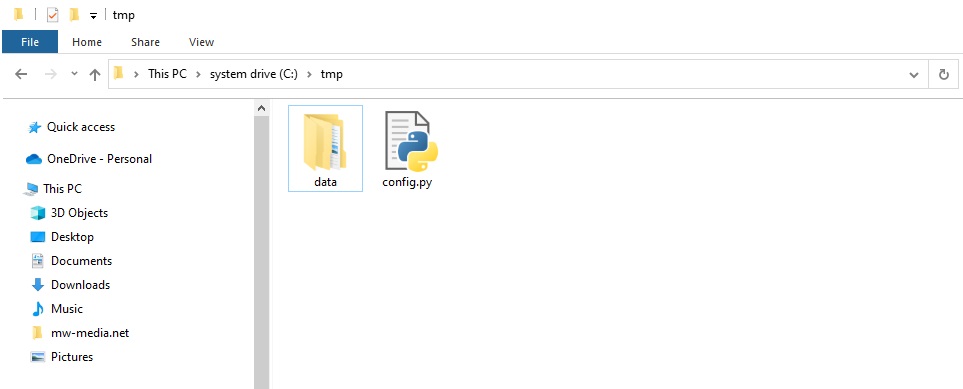 tmp
File Home Share View
This PC system drive (C:) tmp
Quick access
OneDrive - Personal
This PC
3D Objects
Desktop
Documents
Downloads
Music
mw-media.net
Pictures
data config.py